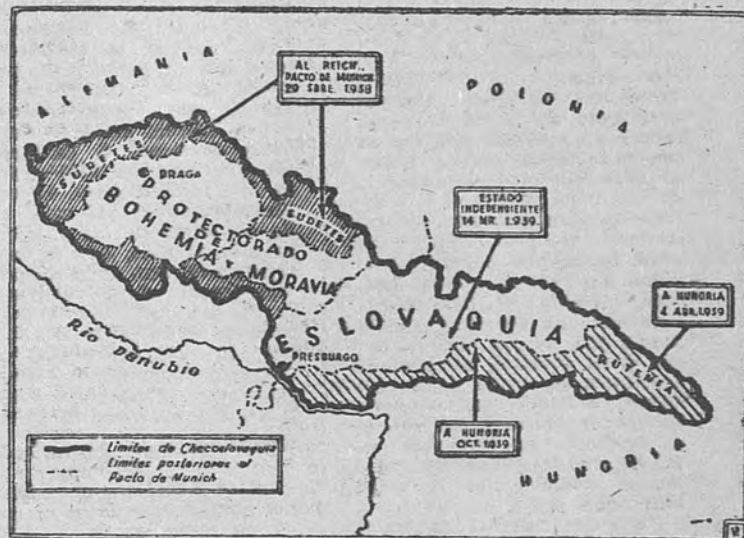 ALEMANIA
AL REICH..
PACTO DE MUNICH
29 SBRE. 1938
POLONIA
SUDETES
PRAGA
PROTECTORADO
DE
BOHEMIA Y MORAVIA
SUDETES
ESTADO
INDEPENDIENTE
14 MR. 1939.
A HUNGRIA
4 ABR. 1939
ESLOVAQUIA
RUTENIA
PRESBURGO
Río Danubio
A HUNGRIA
OCT. 1939
HUNGRIA
Límites de Checoslovaquia
Límites posteriores al
Pacto de Munich